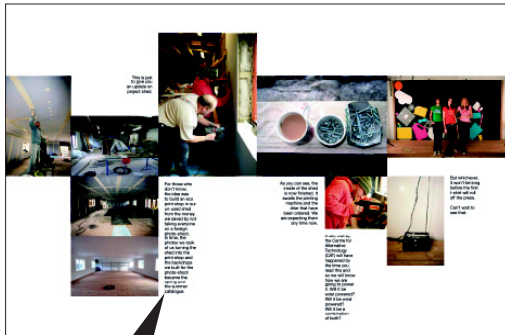 This is just
to give you
an update on
project shed.
For those who
don't know,
the idea was
to build an eco
print shop in our
un-used shed
from the money
we saved by not
taking everyone
on a foreign
photo-shoot.
In time, the
photos we took
of us turning the
shed into the
print shop and
the backdrops
we built for the
photo-shoot
became the
spring and
the summer
catalogue.
As you can see, the
inside of the shed
is now finished. It
awaits the printing
machine and the
dryer that have
been ordered. We
are expecting them
any time now.
the Centre for
Alternative
Technology
(CAT) will have
happened by
the time you
read this and
so we will know
how we are
going to power
it. Will it be
solar powered?
Will it be wind
powered?
Will it be a
combination
of both?
But whichever,
it won't be long
before the first
t-shirt will roll
off the press.
Can't wait to
see that